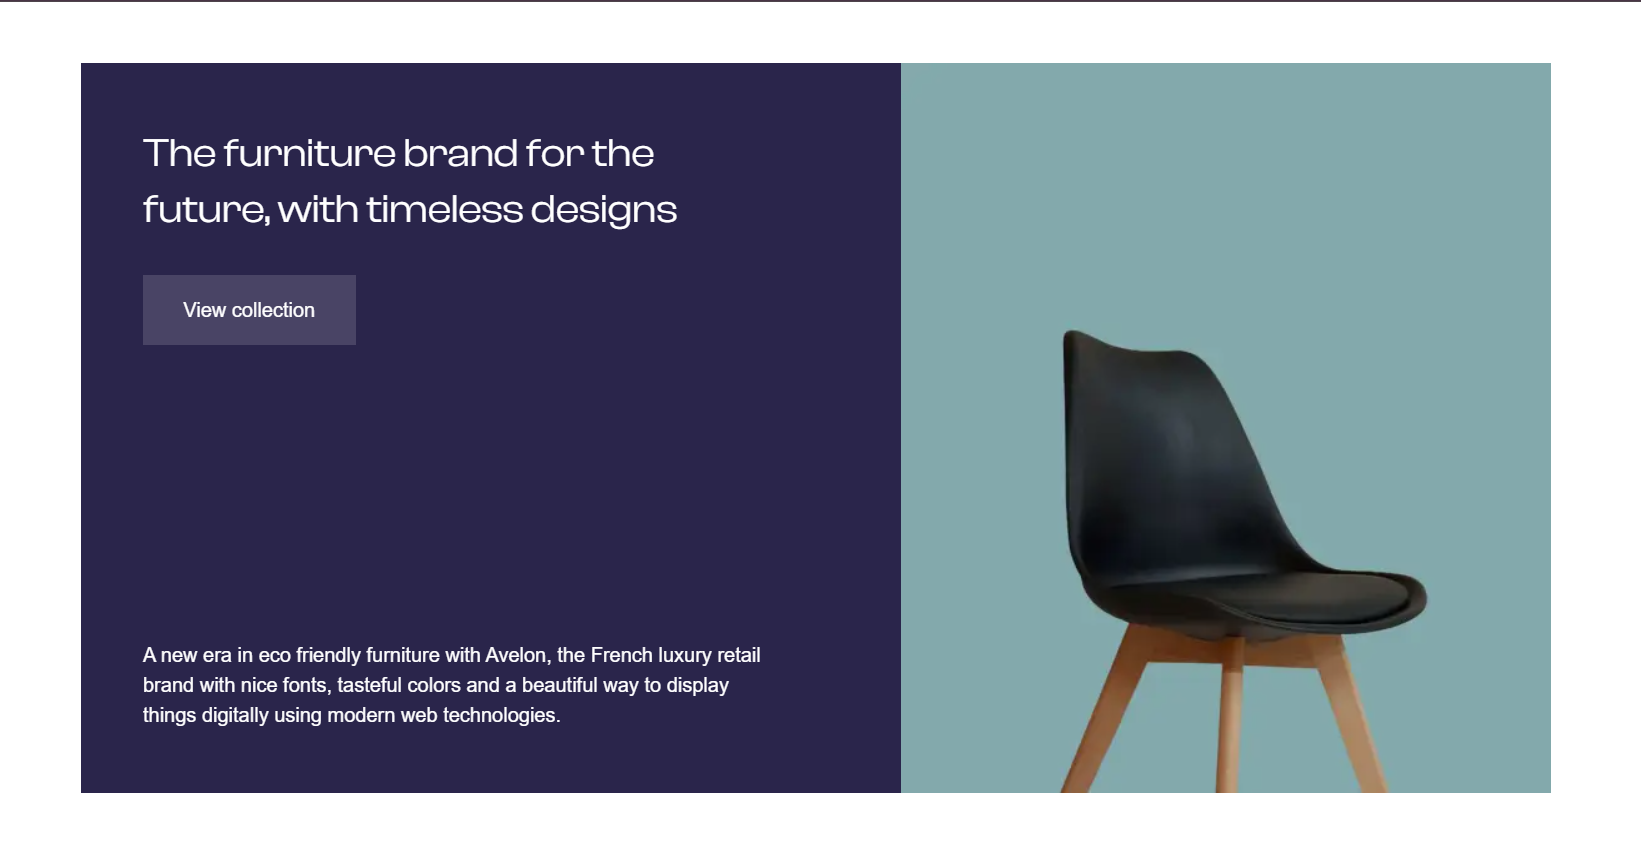 The furniture brand for the
future, with timeless designs
View collection
A new era in eco friendly furniture with Avelon, the French luxury retail
brand with nice fonts, tasteful colors and a beautiful way to display
things digitally using modern web technologies.